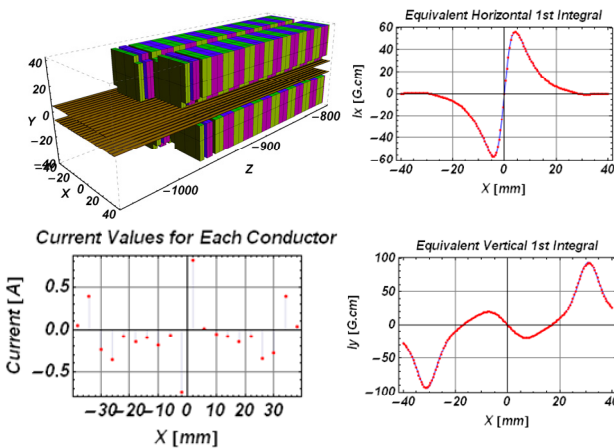 40
20
Y 0
−20
−40
−40
−20
X 0
20
40
−1000
Z
−900
−800
Equivalent Horizontal 1st Integral
60
40
20
0
20
40
60
Ix [G.cm]
−40 −20 0 20 40
X [mm]
Current Values for Each Conductor
0.5
0.0
−0.5
Current [A]
−30 −20 −10 0 10 20 30
X [mm]
Equivalent Vertical 1st Integral
100
50
0
−50
−100
Iy [G.cm]
−40 −20 0 20 40
X [mm]